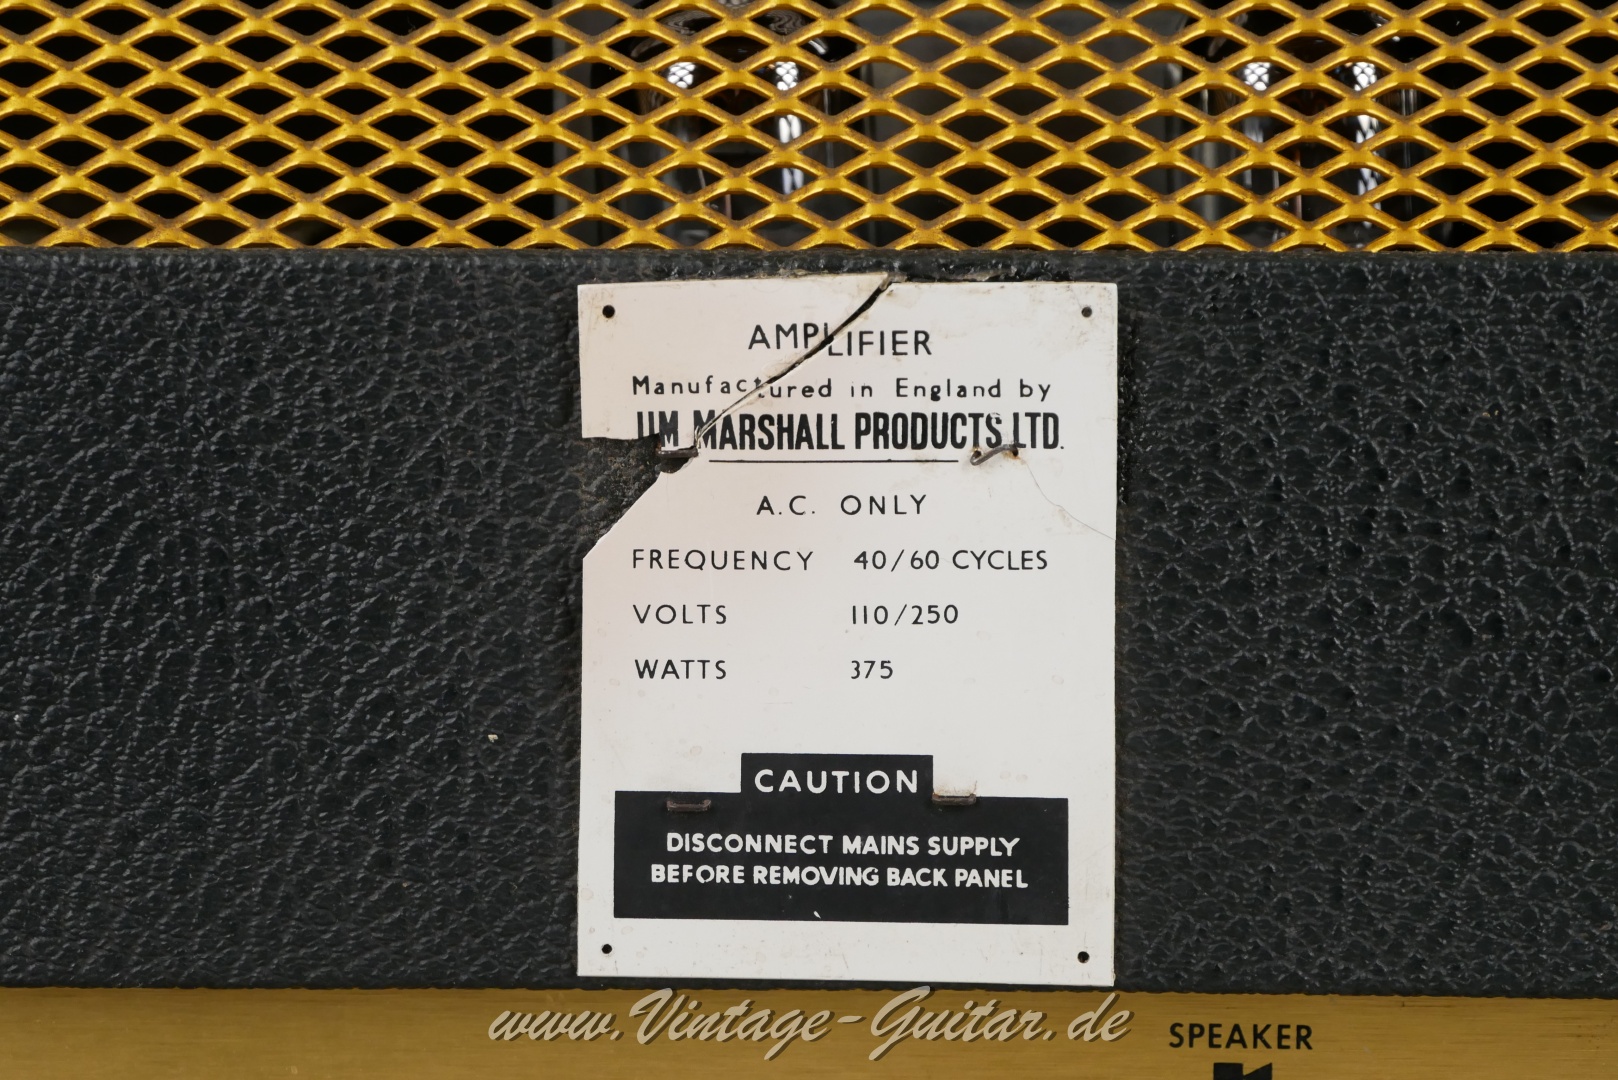 AMPLIFIER
Manufactured in England by
JIM MARSHALL PRODUCTS LTD.
A.C. ONLY
FREQUENCY 40/60 CYCLES
VOLTS 110/250
WATTS 375
CAUTION
DISCONNECT MAINS SUPPLY
BEFORE REMOVING BACK PANEL
www.Vintage-Guitar.de
SPEAKER